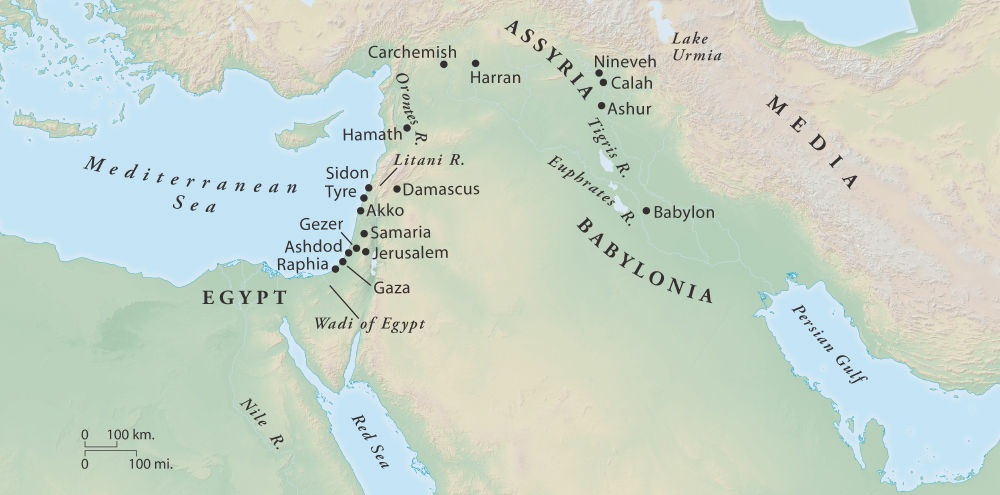 Carchemish
Harran
ASSYRIA
Lake
Urmia
Nineveh
Calah
Ashur
MEDIA
Orontes R.
Hamath
Tigris R.
Litani R.
Mediterranean
Sea
Sidon
Tyre
Damascus
Euphrates R.
Akko
Babylon
Gezer
Samaria
BABYLONIA
Ashdod
Jerusalem
Raphia
Gaza
EGYPT
Wadi of Egypt
Persian Gulf
Nile R.
Red Sea
0 100 km.
0 100 mi.